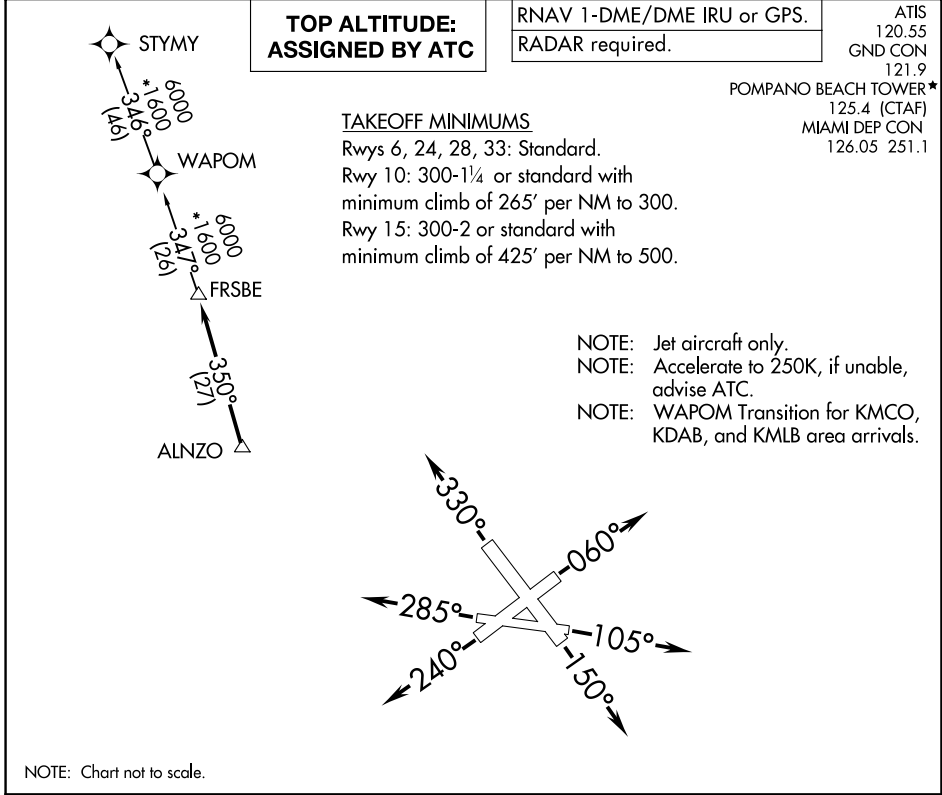 TOP ALTITUDE:
ASSIGNED BY ATC
RNAV 1-DME/DME IRU or GPS.
RADAR required.
ATIS
120.55
GND CON
121.9
POMPANO BEACH TOWER★
125.4 (CTAF)
MIAMI DEP CON
126.05 251.1
STYMY
6000
*1600
346°
(46)
WAPOM
6000
*1600
347°
(26)
FRSBE
350°
(27)
ALNZO
TAKEOFF MINIMUMS
Rwys 6, 24, 28, 33: Standard.
Rwy 10: 300-1¼ or standard with
minimum climb of 265' per NM to 300.
Rwy 15: 300-2 or standard with
minimum climb of 425' per NM to 500.
NOTE: Jet aircraft only.
NOTE: Accelerate to 250K, if unable,
advise ATC.
NOTE: WAPOM Transition for KMCO,
KDAB, and KMLB area arrivals.
330°
060°
285°
105°
240°
150°
NOTE: Chart not to scale.